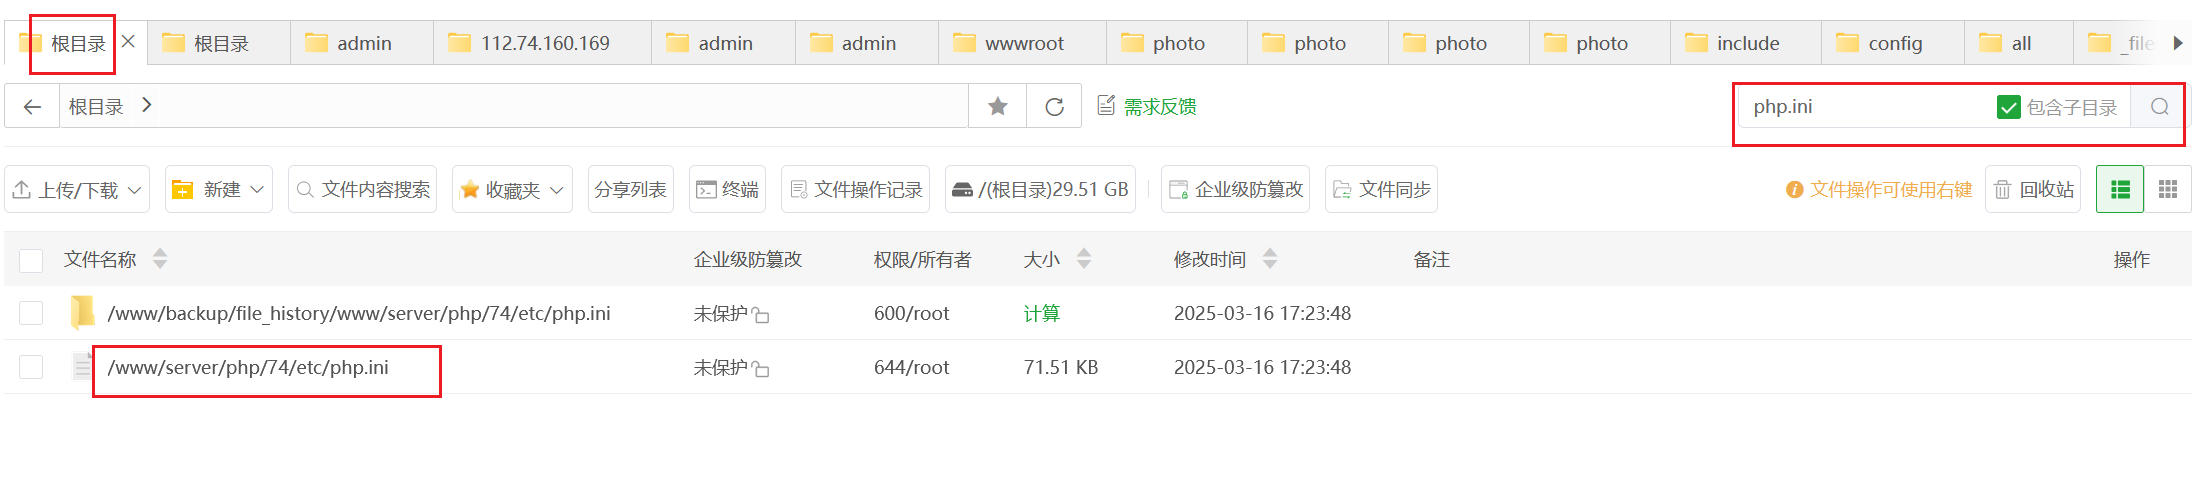 根目录 根目录 admin 112.74.160.169 admin admin wwwroot photo photo photo photo include config all _file
根目录 需求反馈 php.ini 包含子目录
上传/下载 新建 文件内容搜索 收藏夹 分享列表 终端 文件操作记录 /(根目录)29.51 GB 企业级防篡改 文件同步 文件操作可使用右键 回收站
文件名称 企业级防篡改 权限/所有者 大小 修改时间 备注 操作
/www/backup/file_history/www/server/php/74/etc/php.ini 未保护 600/root 计算 2025-03-16 17:23:48
/www/server/php/74/etc/php.ini 未保护 644/root 71.51 KB 2025-03-16 17:23:48